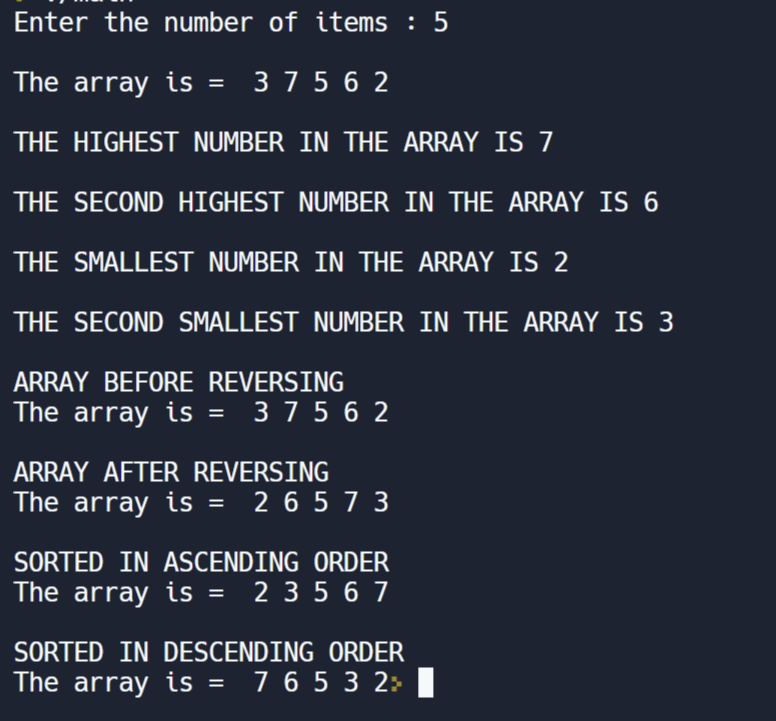 Enter the number of items : 5
The array is =  3 7 5 6 2
THE HIGHEST NUMBER IN THE ARRAY IS 7
THE SECOND HIGHEST NUMBER IN THE ARRAY IS 6
THE SMALLEST NUMBER IN THE ARRAY IS 2
THE SECOND SMALLEST NUMBER IN THE ARRAY IS 3
ARRAY BEFORE REVERSING
The array is =  3 7 5 6 2
ARRAY AFTER REVERSING
The array is =  2 6 5 7 3
SORTED IN ASCENDING ORDER
The array is =  2 3 5 6 7
SORTED IN DESCENDING ORDER
The array is =  7 6 5 3 2>